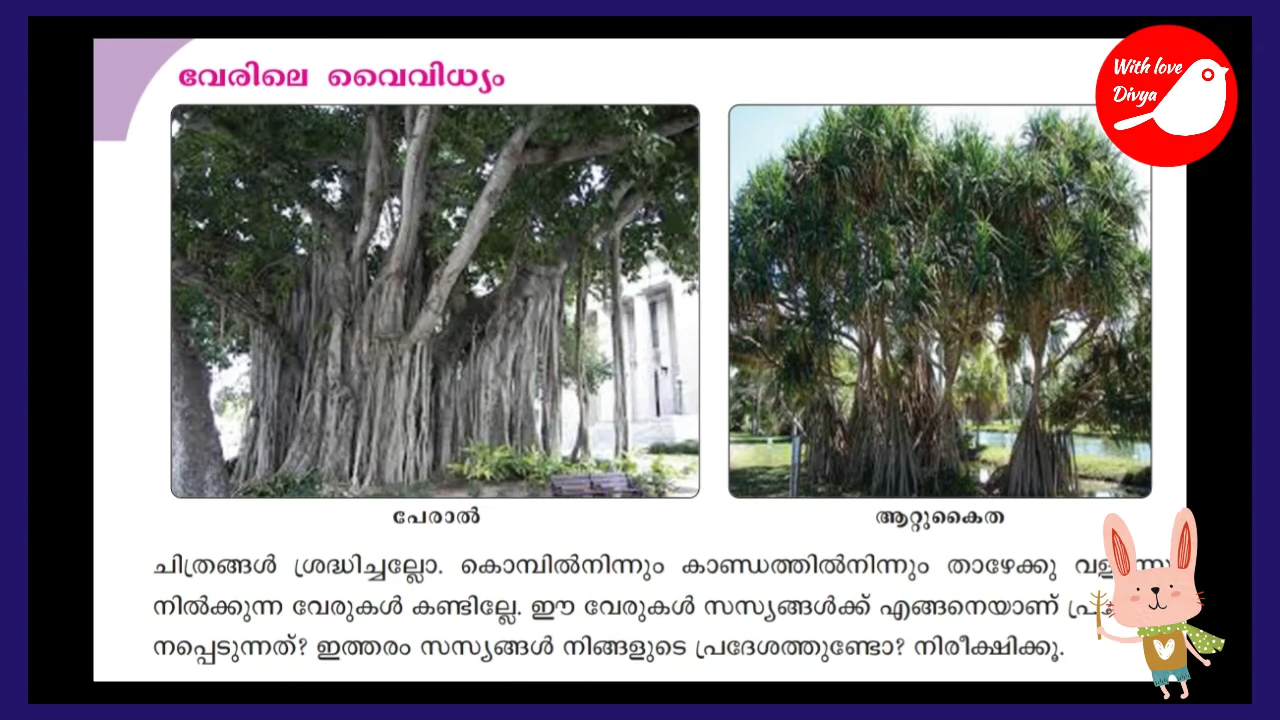 വേരിലെ വൈവിധ്യം
With love
Divya
പേരാൽ
ആറ്റുകൈത
ചിത്രങ്ങൾ ശ്രദ്ധിച്ചല്ലോ. കൊമ്പിൽനിന്നും കാണ്ഡത്തിൽനിന്നും താഴേക്കു
നിൽക്കുന്ന വേരുകൾ കണ്ടില്ലേ. ഈ വേരുകൾ സസ്യങ്ങൾക്ക് എങ്ങനെയാണ്
നപ്പെടുന്നത്? ഇത്തരം സസ്യങ്ങൾ നിങ്ങളുടെ പ്രദേശത്തുണ്ടോ? നിരീക്ഷിക്കൂ.